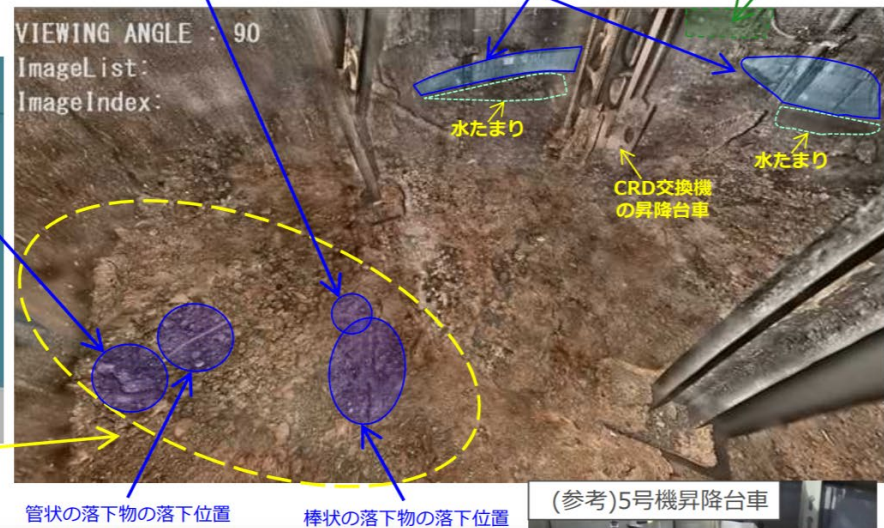 VIEWING ANGLE : 90
ImageList:
ImageIndex:
水たまり
水たまり
CRD交換機
の昇降台車
管状の落下物の落下位置
棒状の落下物の落下位置
(参考)5号機昇降台車